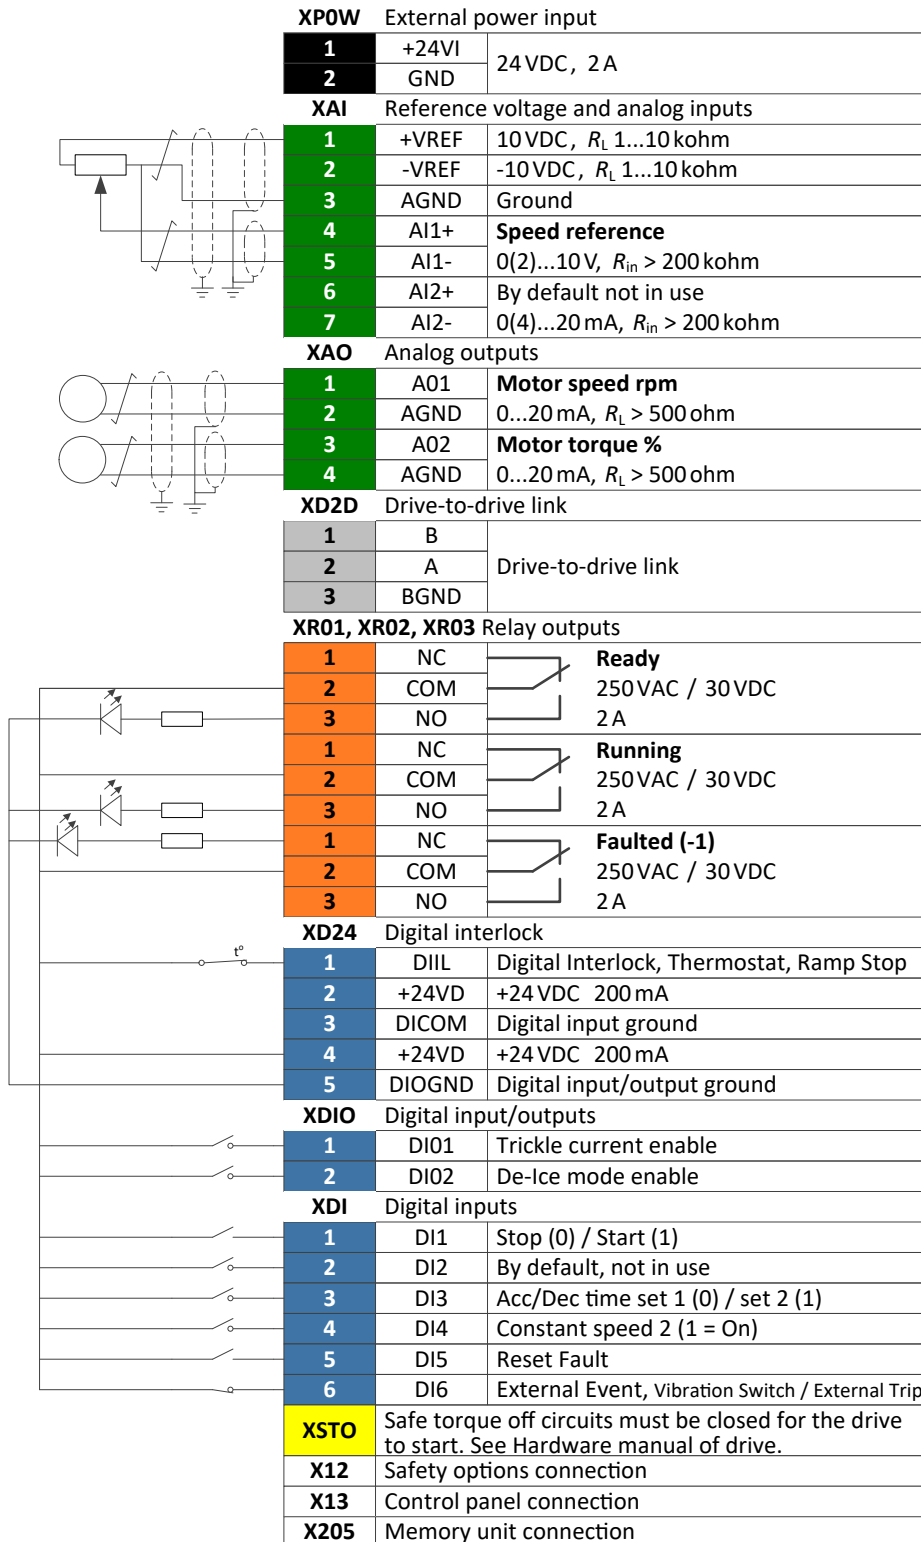 XP0W External power input
1 +24VI 24 VDC, 2 A
2 GND
XAI Reference voltage and analog inputs
1 +VREF 10 VDC, RL 1...10 kohm
2 -VREF -10 VDC, RL 1...10 kohm
3 AGND Ground
4 AI1+ Speed reference
5 AI1- 0(2)...10 V, Rin > 200 kohm
6 AI2+ By default not in use
7 AI2- 0(4)...20 mA, Rin > 200 kohm
XAO Analog outputs
1 A01 Motor speed rpm
2 AGND 0...20 mA, RL > 500 ohm
3 A02 Motor torque %
4 AGND 0...20 mA, RL > 500 ohm
XD2D Drive-to-drive link
1 B
2 A Drive-to-drive link
3 BGND
XR01, XR02, XR03 Relay outputs
1 NC Ready
2 COM 250 VAC / 30 VDC
3 NO 2 A
1 NC Running
2 COM 250 VAC / 30 VDC
3 NO 2 A
1 NC Faulted (-1)
2 COM 250 VAC / 30 VDC
3 NO 2 A
XD24 Digital interlock
t° 1 DIIL Digital Interlock, Thermostat, Ramp Stop
2 +24VD +24 VDC 200 mA
3 DICOM Digital input ground
4 +24VD +24 VDC 200 mA
5 DIOGND Digital input/output ground
XDIO Digital input/outputs
1 DI01 Trickle current enable
2 DI02 De-Ice mode enable
XDI Digital inputs
1 DI1 Stop (0) / Start (1)
2 DI2 By default, not in use
3 DI3 Acc/Dec time set 1 (0) / set 2 (1)
4 DI4 Constant speed 2 (1 = On)
5 DI5 Reset Fault
6 DI6 External Event, Vibration Switch / External Trip
XSTO Safe torque off circuits must be closed for the drive
to start. See Hardware manual of drive.
X12 Safety options connection
X13 Control panel connection
X205 Memory unit connection